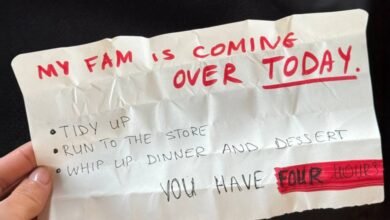 MY FAM IS COMING
OVER TODAY.
• TIDY UP
• RUN TO THE STORE
• WHIP UP DINNER AND DESSERT
YOU HAVE FOUR HOURS